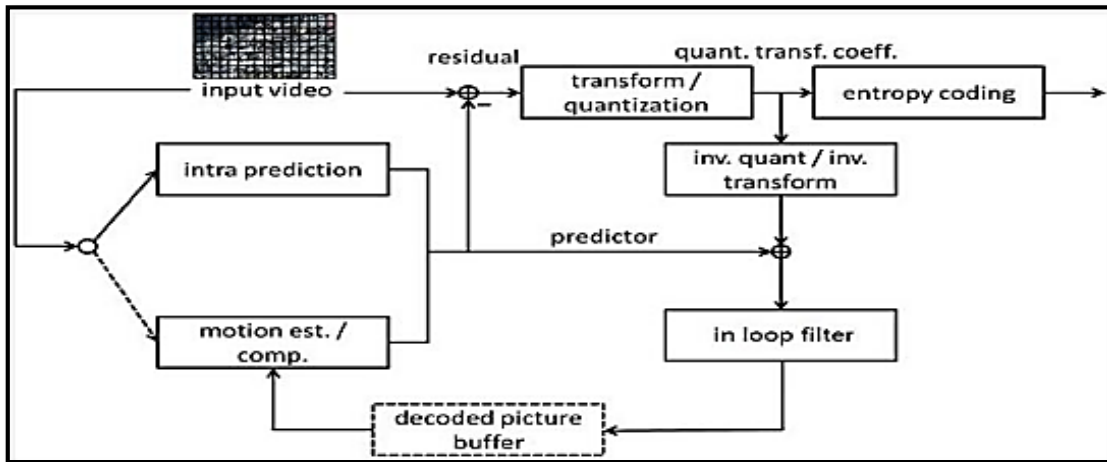 residual
quant. transf. coeff.
input video
transform /
quantization
entropy coding
−
intra prediction
inv. quant / inv.
transform
predictor
motion est. /
comp.
in loop filter
decoded picture
buffer